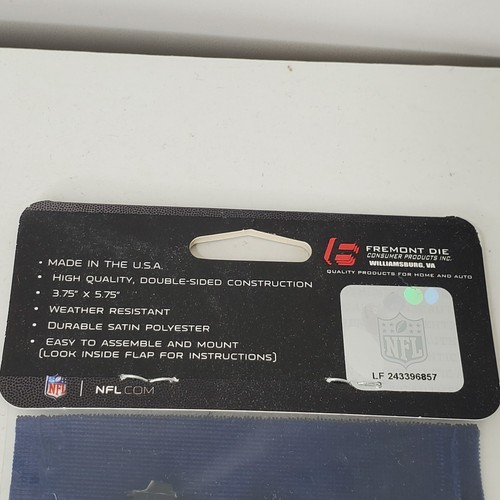 • MADE IN THE U.S.A.
• HIGH QUALITY, DOUBLE-SIDED CONSTRUCTION
• 3.75" X 5.75"
• WEATHER RESISTANT
• DURABLE SATIN POLYESTER
• EASY TO ASSEMBLE AND MOUNT
(LOOK INSIDE FLAP FOR INSTRUCTIONS)
NFL | NFL.COM
FREMONT DIE
CONSUMER PRODUCTS INC.
WILLIAMSBURG, VA
QUALITY PRODUCTS FOR HOME AND AUTO
NFL
LF 243396857